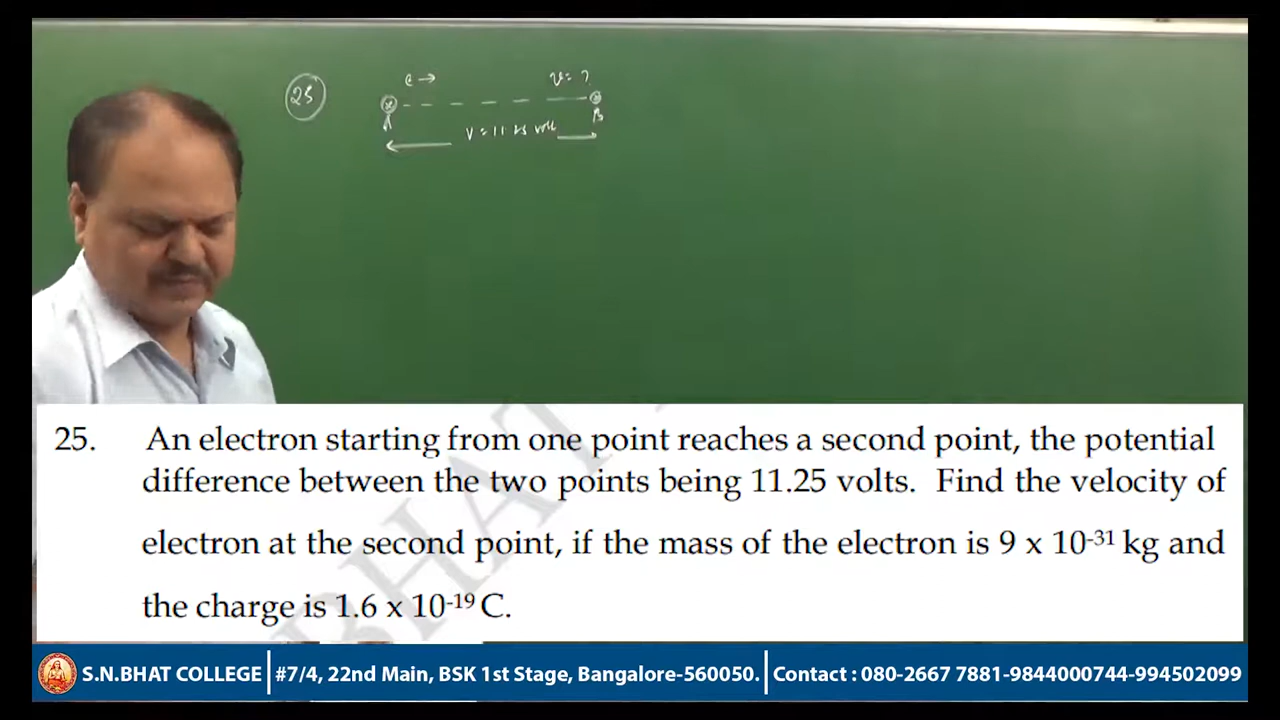 25
e → v = ?
A B
V = 11.25 volt
25. An electron starting from one point reaches a second point, the potential
difference between the two points being 11.25 volts. Find the velocity of
electron at the second point, if the mass of the electron is 9 x 10⁻³¹ kg and
the charge is 1.6 x 10⁻¹⁹ C.
BHAT
S.N.BHAT COLLEGE #7/4, 22nd Main, BSK 1st Stage, Bangalore-560050. Contact : 080-2667 7881-9844000744-994502099